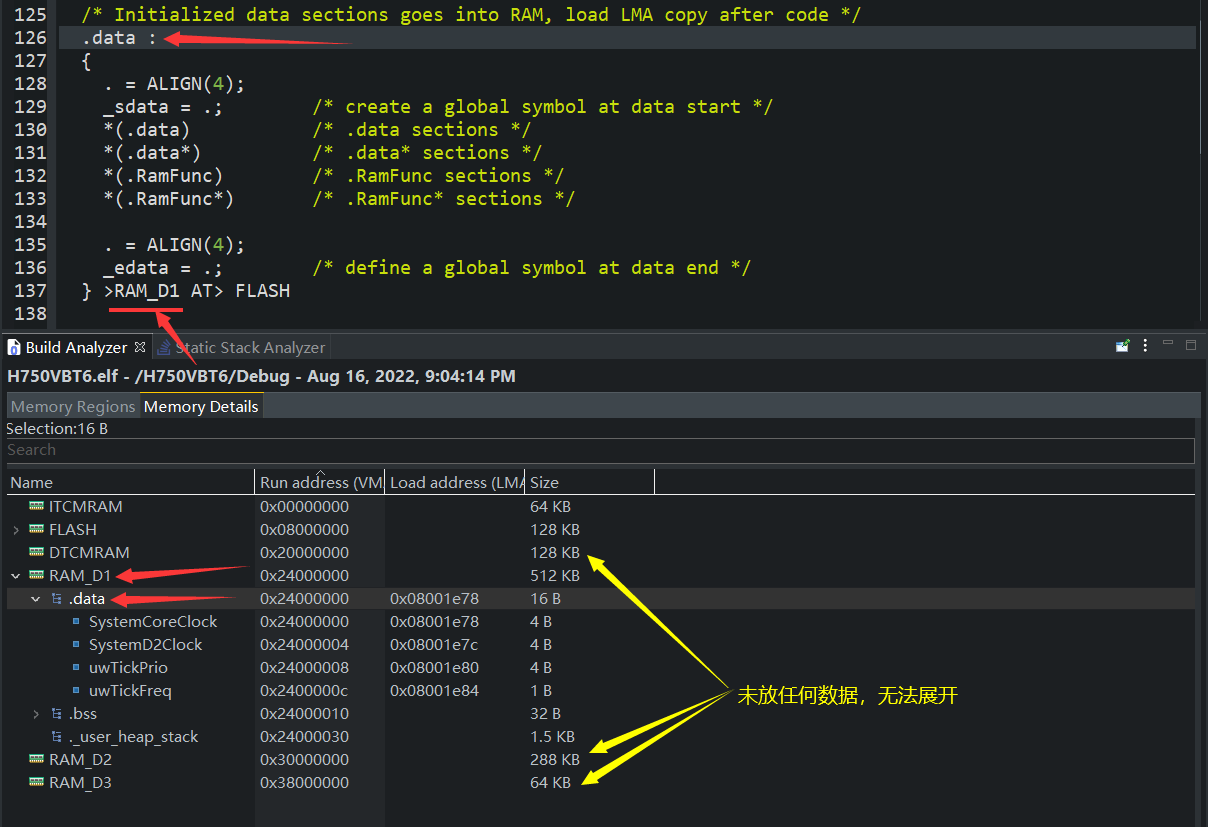 125 /* Initialized data sections goes into RAM, load LMA copy after code */
126 .data :
127 {
128 . = ALIGN(4);
129 _sdata = .; /* create a global symbol at data start */
130 *(.data) /* .data sections */
131 *(.data*) /* .data* sections */
132 *(.RamFunc) /* .RamFunc sections */
133 *(.RamFunc*) /* .RamFunc* sections */
134
135 . = ALIGN(4);
136 _edata = .; /* define a global symbol at data end */
137 } >RAM_D1 AT> FLASH
138
Build Analyzer Static Stack Analyzer
H750VBT6.elf - /H750VBT6/Debug - Aug 16, 2022, 9:04:14 PM
Memory Regions Memory Details
Selection:16 B
Search
Name Run address (VM Load address (LMA Size
ITCMRAM 0x00000000 64 KB
FLASH 0x08000000 128 KB
DTCMRAM 0x20000000 128 KB
RAM_D1 0x24000000 512 KB
.data 0x24000000 0x08001e78 16 B
SystemCoreClock 0x24000000 0x08001e78 4 B
SystemD2Clock 0x24000004 0x08001e7c 4 B
uwTickPrio 0x24000008 0x08001e80 4 B
uwTickFreq 0x2400000c 0x08001e84 1 B
未放任何数据，无法展开
.bss 0x24000010 32 B
._user_heap_stack 0x24000030 1.5 KB
RAM_D2 0x30000000 288 KB
RAM_D3 0x38000000 64 KB